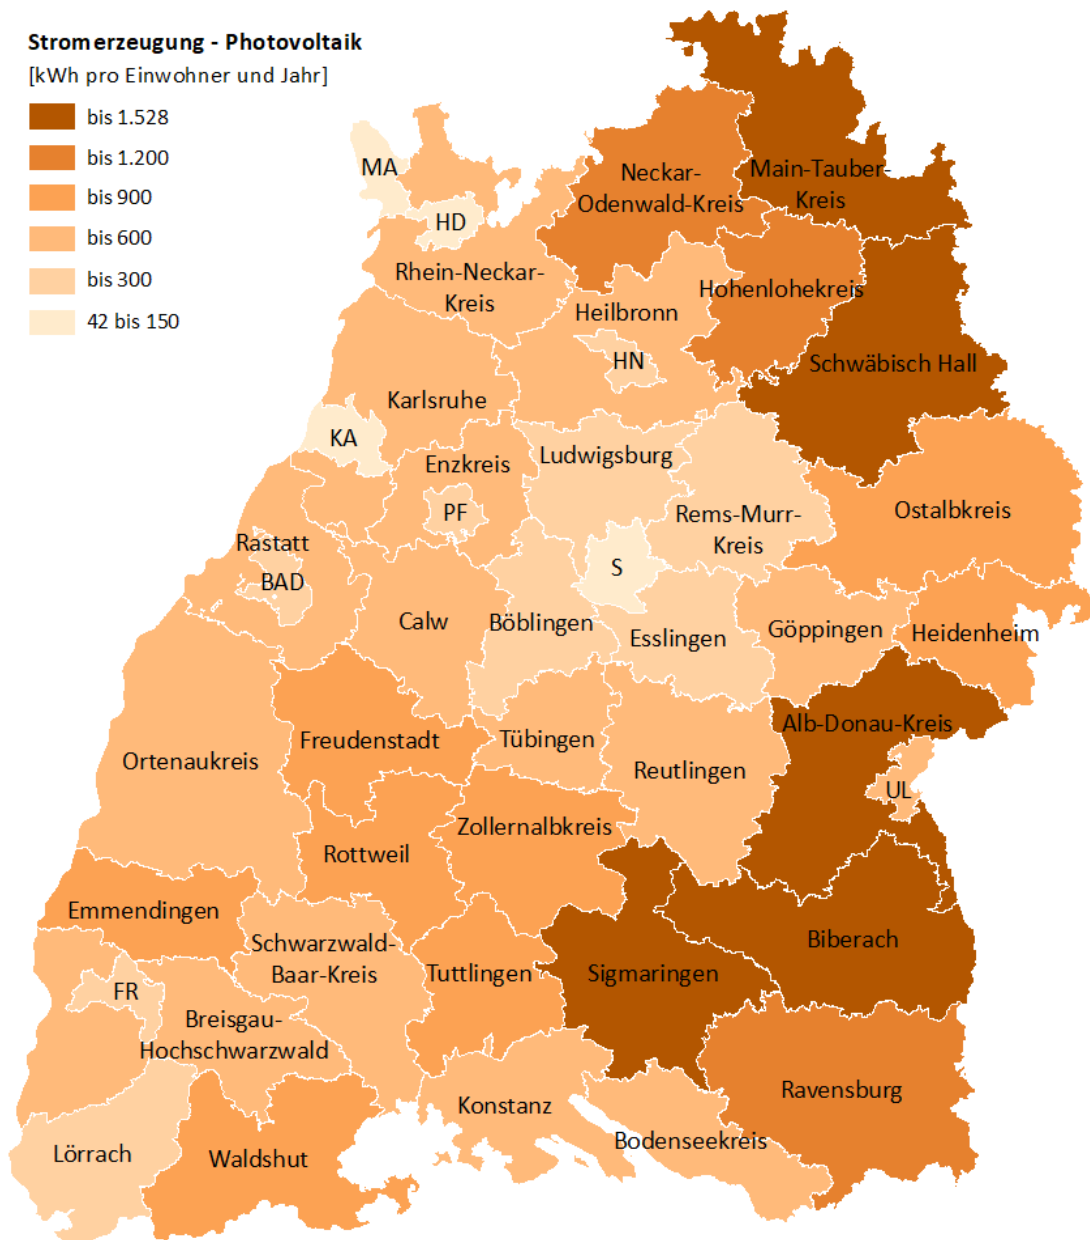 Stromerzeugung - Photovoltaik
[kWh pro Einwohner und Jahr]
bis 1.528
bis 1.200
bis 900
bis 600
bis 300
42 bis 150
MA
HD
Neckar-
Odenwald-Kreis
Main-Tauber-
Kreis
Rhein-Neckar-
Kreis
Heilbronn
Hohenlohekreis
HN
Schwäbisch Hall
Karlsruhe
KA
Enzkreis
Ludwigsburg
PF
Rems-Murr-
Kreis
Ostalbkreis
Rastatt
BAD
S
Calw
Böblingen
Esslingen
Göppingen
Heidenheim
Alb-Donau-Kreis
Freudenstadt
Tübingen
Ortenaukreis
Reutlingen
UL
Zollernalbkreis
Rottweil
Emmendingen
Schwarzwald-
Baar-Kreis
Tuttlingen
Sigmaringen
Biberach
FR
Breisgau-
Hochschwarzwald
Konstanz
Ravensburg
Bodenseekreis
Lörrach
Waldshut